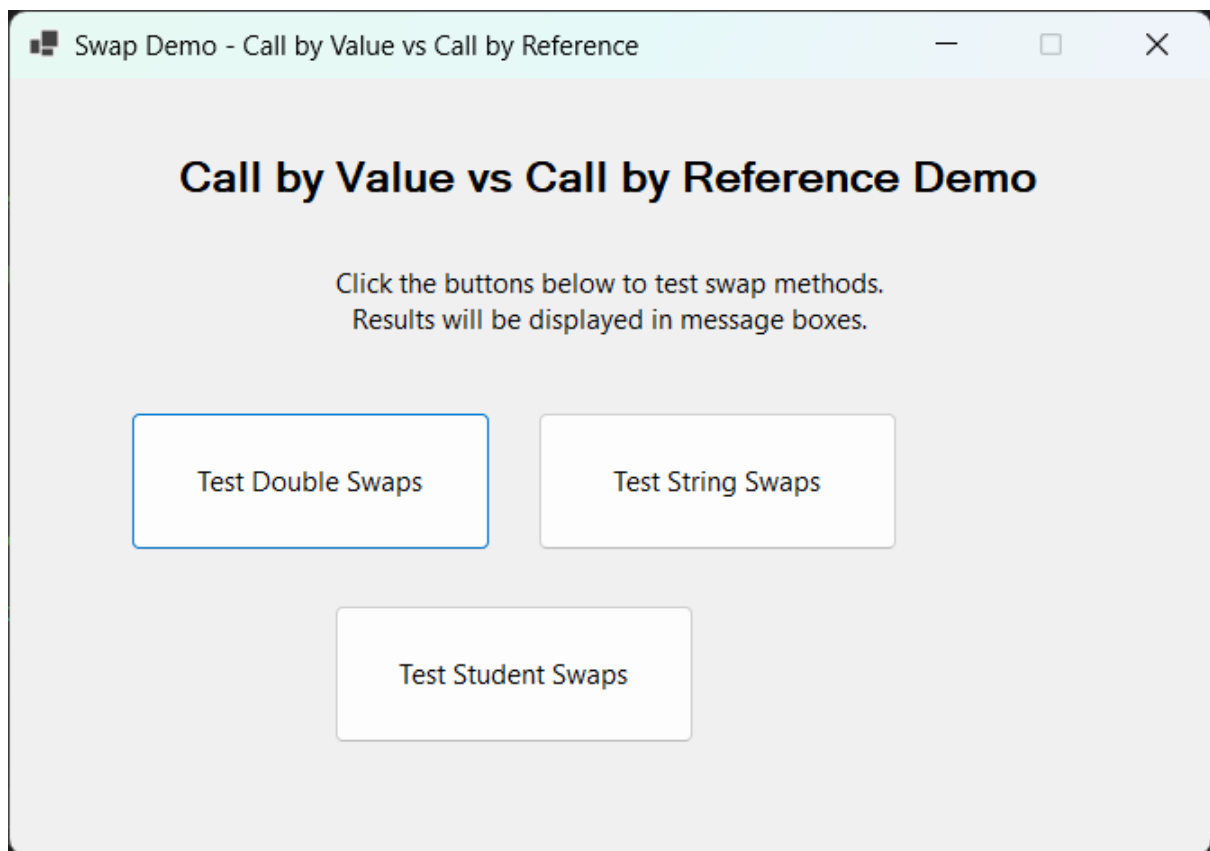 Swap Demo - Call by Value vs Call by Reference
Call by Value vs Call by Reference Demo
Click the buttons below to test swap methods.
Results will be displayed in message boxes.
Test Double Swaps
Test String Swaps
Test Student Swaps